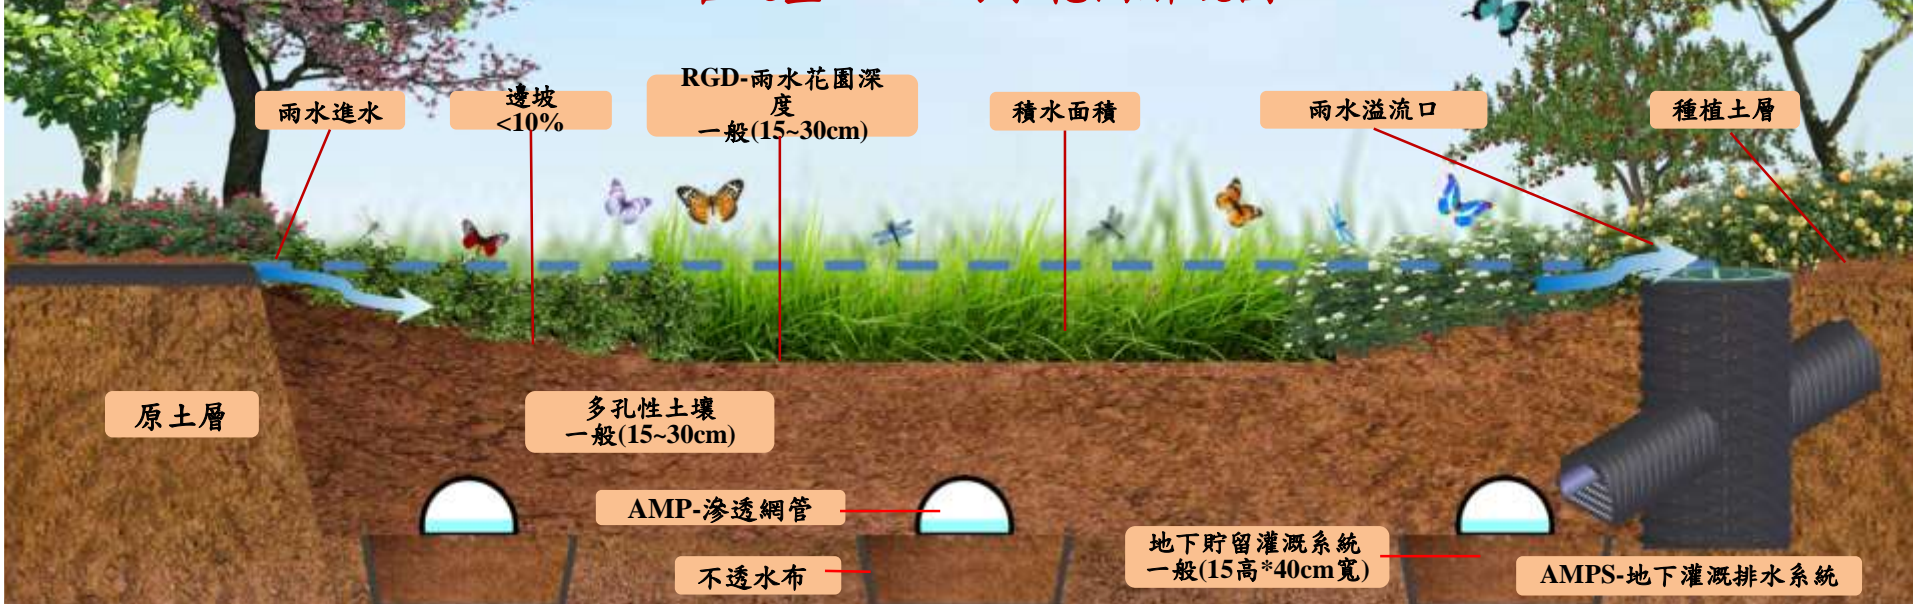 雨水進水
邊坡
<10%
RGD-雨水花園深
度
一般(15~30cm)
積水面積
雨水溢流口
種植土層
原土層
多孔性土壤
一般(15~30cm)
AMP-滲透網管
不透水布
地下貯留灌溉系統
一般(15高*40cm寬)
AMPS-地下灌溉排水系統